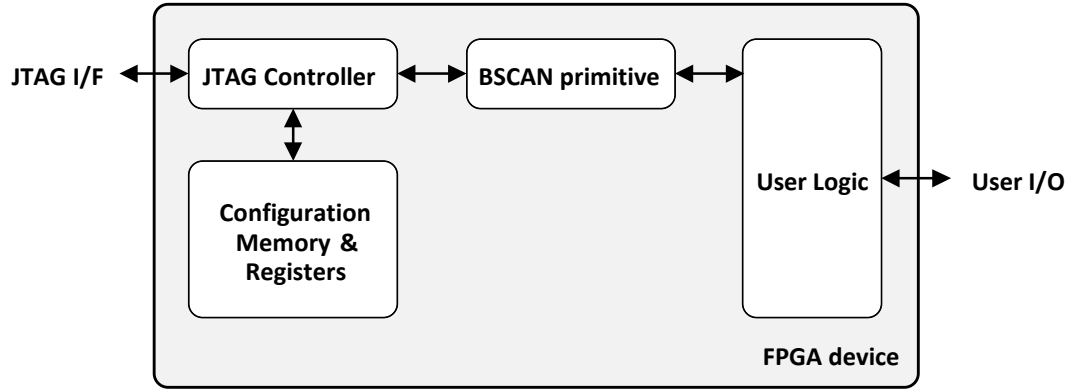 JTAG I/F
JTAG Controller
BSCAN primitive
User Logic
User I/O
Configuration
Memory &
Registers
FPGA device